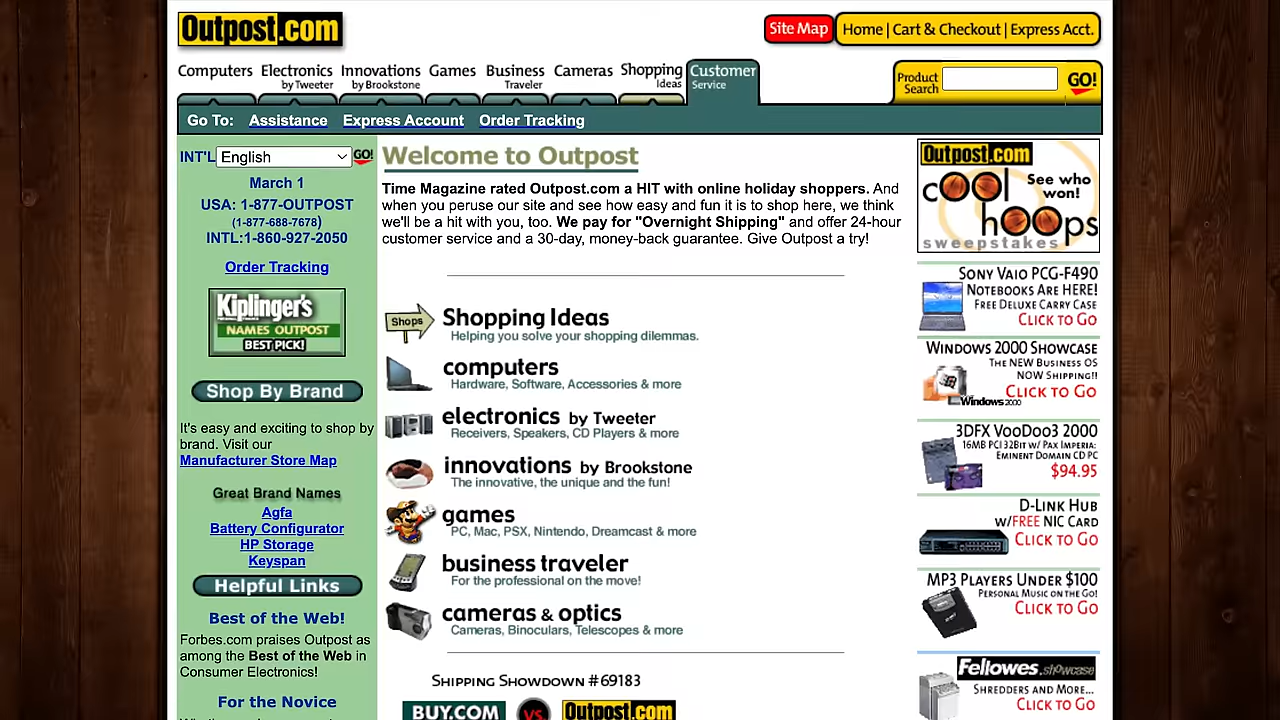 Outpost.com
Site Map
Home | Cart & Checkout | Express Acct.
Computers
Electronics
by Tweeter
Innovations
by Brookstone
Games
Business
Traveler
Cameras
Shopping
Ideas
Customer
Service
Product
Search
GO!
Go To: Assistance Express Account Order Tracking
INT'L English GO!
March 1
USA: 1-877-OUTPOST
(1-877-688-7678)
INTL:1-860-927-2050
Order Tracking
Kiplinger's
NAMES OUTPOST
BEST PICK!
Shop By Brand
It's easy and exciting to shop by
brand. Visit our
Manufacturer Store Map
Great Brand Names
Agfa
Battery Configurator
HP Storage
Keyspan
Helpful Links
Best of the Web!
Forbes.com praises Outpost as
among the Best of the Web in
Consumer Electronics!
For the Novice
Welcome to Outpost
Time Magazine rated Outpost.com a HIT with online holiday shoppers. And
when you peruse our site and see how easy and fun it is to shop here, we think
we'll be a hit with you, too. We pay for "Overnight Shipping" and offer 24-hour
customer service and a 30-day, money-back guarantee. Give Outpost a try!
Shops
Shopping Ideas
Helping you solve your shopping dilemmas.
computers
Hardware, Software, Accessories & more
electronics by Tweeter
Receivers, Speakers, CD Players & more
innovations by Brookstone
The innovative, the unique and the fun!
games
PC, Mac, PSX, Nintendo, Dreamcast & more
business traveler
For the professional on the move!
cameras & optics
Cameras, Binoculars, Telescopes & more
Shipping Showdown #69183
BUY.COM VS Outpost.com
Outpost.com
cool
hoops
sweepstakes
See who
won!
Sony Vaio PCG-F490
Notebooks Are HERE!
Free Deluxe Carry Case
Click to Go
Windows 2000 Showcase
The NEW Business OS
NOW Shipping!!
Click to Go
Windows 2000
3DFX VooDoo3 2000
16MB PCI 32Bit w/ Pax Imperia:
Eminent Domain CD PC
$94.95
D-Link Hub
w/FREE NIC Card
Click to Go
MP3 Players Under $100
Personal Music on the Go!
Click to Go
Fellowes. showcase
Shredders and More...
Click to Go